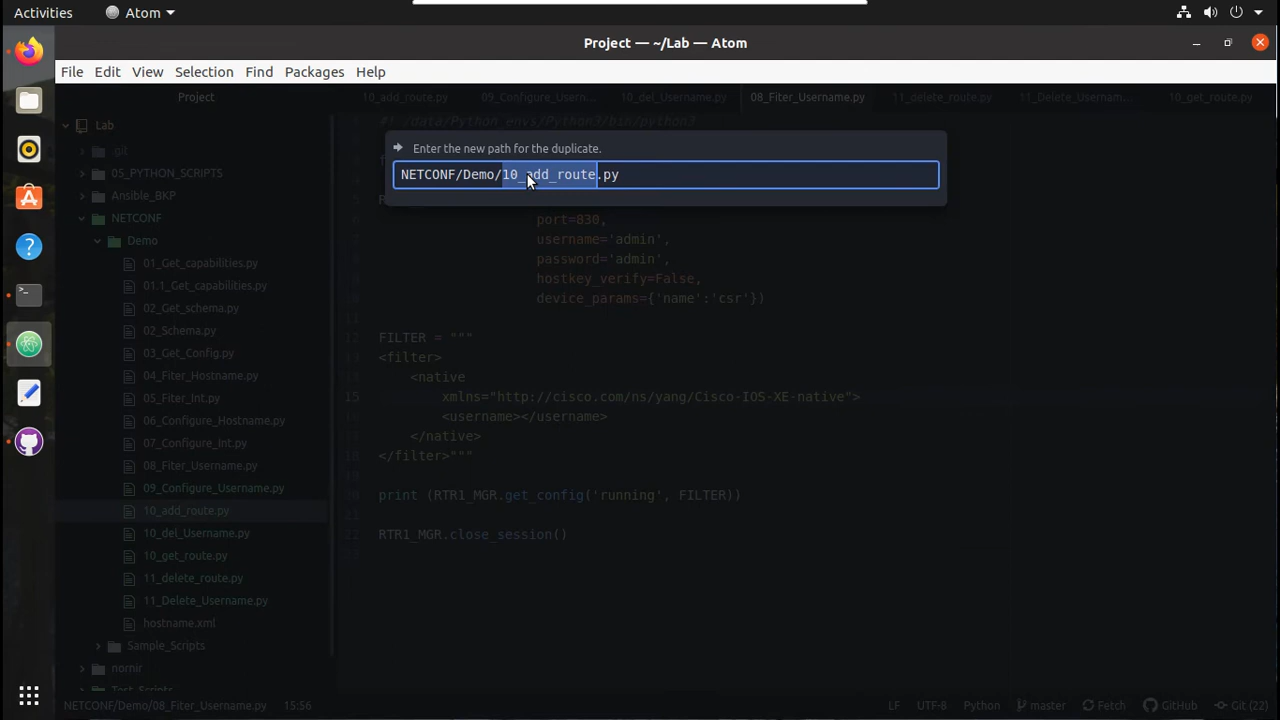 Activities
Atom
Project — ~/Lab — Atom
File Edit View Selection Find Packages Help
Project
10_add_route.py 09_Configure_Usern... 10_del_Username.py 08_Fiter_Username.py 11_delete_route.py 11_Delete_Usernam... 10_get_route.py
Lab
.git
05_PYTHON_SCRIPTS
Ansible_BKP
NETCONF
Demo
01_Get_capabilities.py
01.1_Get_capabilities.py
02_Get_schema.py
02_Schema.py
03_Get_Config.py
04_Fiter_Hostname.py
05_Fiter_Int.py
06_Configure_Hostname.py
07_Configure_Int.py
08_Fiter_Username.py
09_Configure_Username.py
10_add_route.py
10_del_Username.py
10_get_route.py
11_delete_route.py
11_Delete_Username.py
hostname.xml
Sample_Scripts
nornir
Test_Scripts
Enter the new path for the duplicate.
NETCONF/Demo/10_add_route.py
port=830,
username='admin',
password='admin',
hostkey_verify=False,
device_params={'name':'csr'})
FILTER = """
<filter>
<native
15 xmlns="http://cisco.com/ns/yang/Cisco-IOS-XE-native">
<username></username>
</native>
</filter>"""
print (RTR1_MGR.get_config('running', FILTER))
RTR1_MGR.close_session()
NETCONF/Demo/08_Fiter_Username.py 15:56
LF UTF-8 Python master Fetch GitHub Git (22)